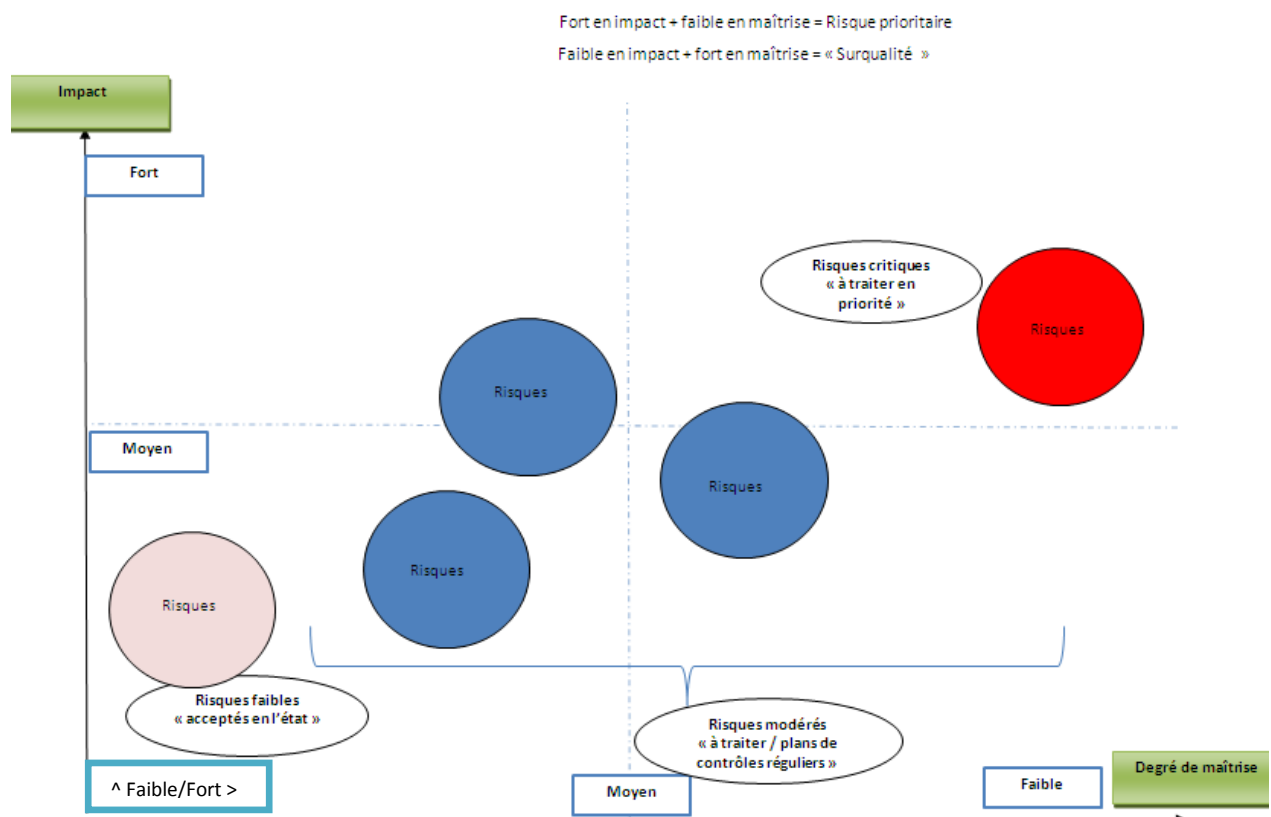 Fort en impact + faible en maîtrise = Risque prioritaire
Faible en impact + fort en maîtrise = « Surqualité »
Impact
Fort
Risques critiques
« à traiter en
priorité »
Risques
Risques
Moyen
Risques
Risques
Risques
Risques faibles
« acceptés en l'état »
Risques modérés
« à traiter / plans de
contrôles réguliers »
^ Faible/Fort >
Moyen
Faible
Degré de maîtrise